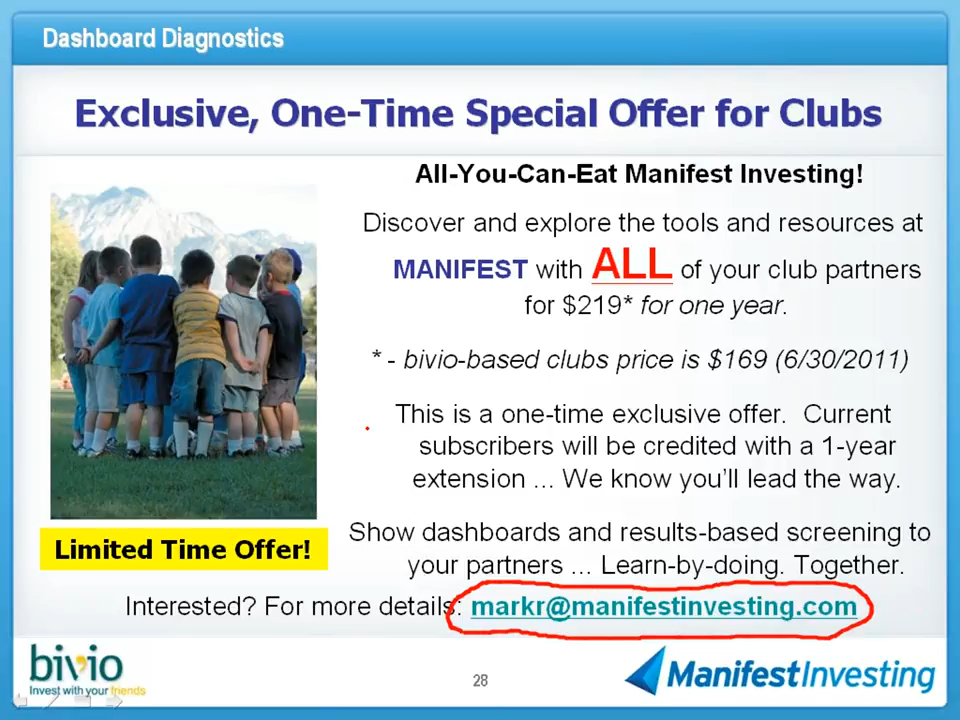 Dashboard Diagnostics
Exclusive, One-Time Special Offer for Clubs
All-You-Can-Eat Manifest Investing!
Discover and explore the tools and resources at
MANIFEST with ALL of your club partners
for $219* for one year.
* - bivio-based clubs price is $169 (6/30/2011)
This is a one-time exclusive offer. Current
subscribers will be credited with a 1-year
extension ... We know you'll lead the way.
Limited Time Offer!
Show dashboards and results-based screening to
your partners ... Learn-by-doing. Together.
Interested? For more details: markr@manifestinvesting.com
bivio
Invest with your friends
28
ManifestInvesting